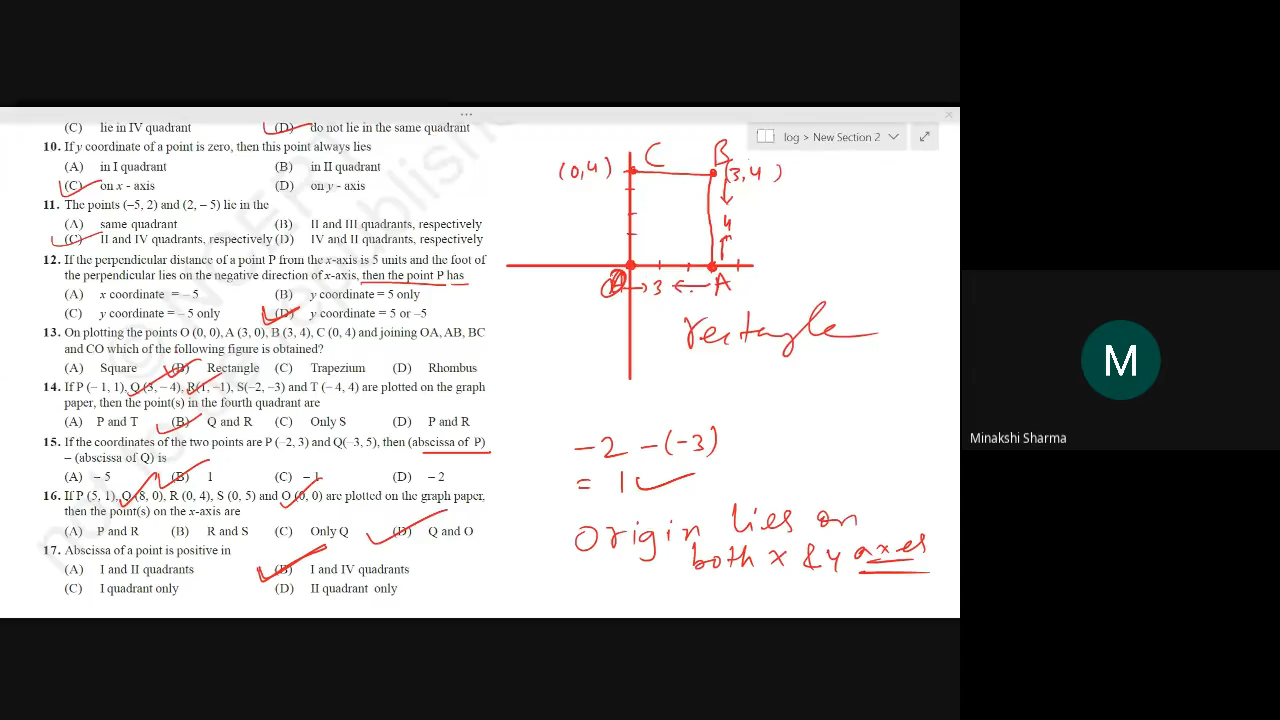 (C) lie in IV quadrant (D) do not lie in the same quadrant
10. If y coordinate of a point is zero, then this point always lies
(A) in I quadrant (B) in II quadrant
(C) on x - axis (D) on y - axis
11. The points (–5, 2) and (2, – 5) lie in the
(A) same quadrant (B) II and III quadrants, respectively
(C) II and IV quadrants, respectively (D) IV and II quadrants, respectively
12. If the perpendicular distance of a point P from the x-axis is 5 units and the foot of
the perpendicular lies on the negative direction of x-axis, then the point P has
(A) x coordinate = – 5 (B) y coordinate = 5 only
(C) y coordinate = – 5 only (D) y coordinate = 5 or –5
13. On plotting the points O (0, 0), A (3, 0), B (3, 4), C (0, 4) and joining OA, AB, BC
and CO which of the following figure is obtained?
(A) Square (B) Rectangle (C) Trapezium (D) Rhombus
14. If P (– 1, 1), Q (3, – 4), R(1, –1), S(–2, –3) and T (– 4, 4) are plotted on the graph
paper, then the point(s) in the fourth quadrant are
(A) P and T (B) Q and R (C) Only S (D) P and R
15. If the coordinates of the two points are P (–2, 3) and Q(–3, 5), then (abscissa of P)
– (abscissa of Q) is
(A) – 5 (B) 1 (C) – 1 (D) – 2
16. If P (5, 1), Q (8, 0), R (0, 4), S (0, 5) and O (0, 0) are plotted on the graph paper,
then the point(s) on the x-axis are
(A) P and R (B) R and S (C) Only Q (D) Q and O
17. Abscissa of a point is positive in
(A) I and II quadrants (B) I and IV quadrants
(C) I quadrant only (D) II quadrant only
log > New Section 2
C B
(0,4) (3,4)
4
3 A
rectangle
-2 -(-3)
= 1
origin lies on
both x & y axes
M
Minakshi Sharma